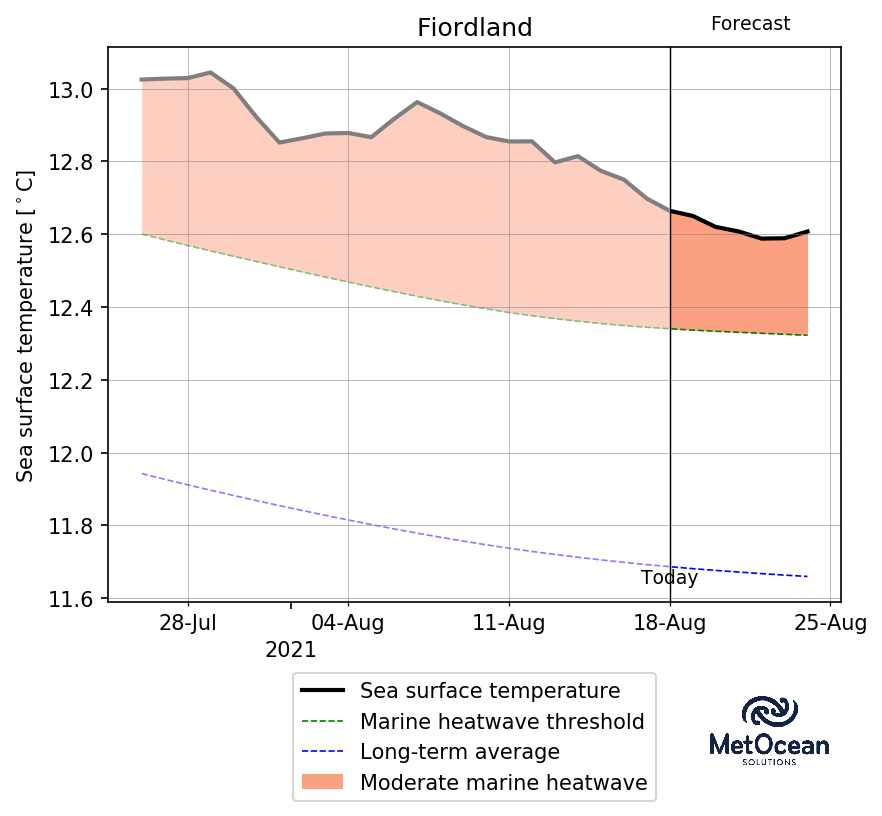 Fiordland
Forecast
Sea surface temperature [°C]
13.0
12.8
12.6
12.4
12.2
12.0
11.8
11.6
Today
28-Jul
04-Aug
11-Aug
18-Aug
25-Aug
2021
Sea surface temperature
Marine heatwave threshold
Long-term average
Moderate marine heatwave
MetOcean
SOLUTIONS